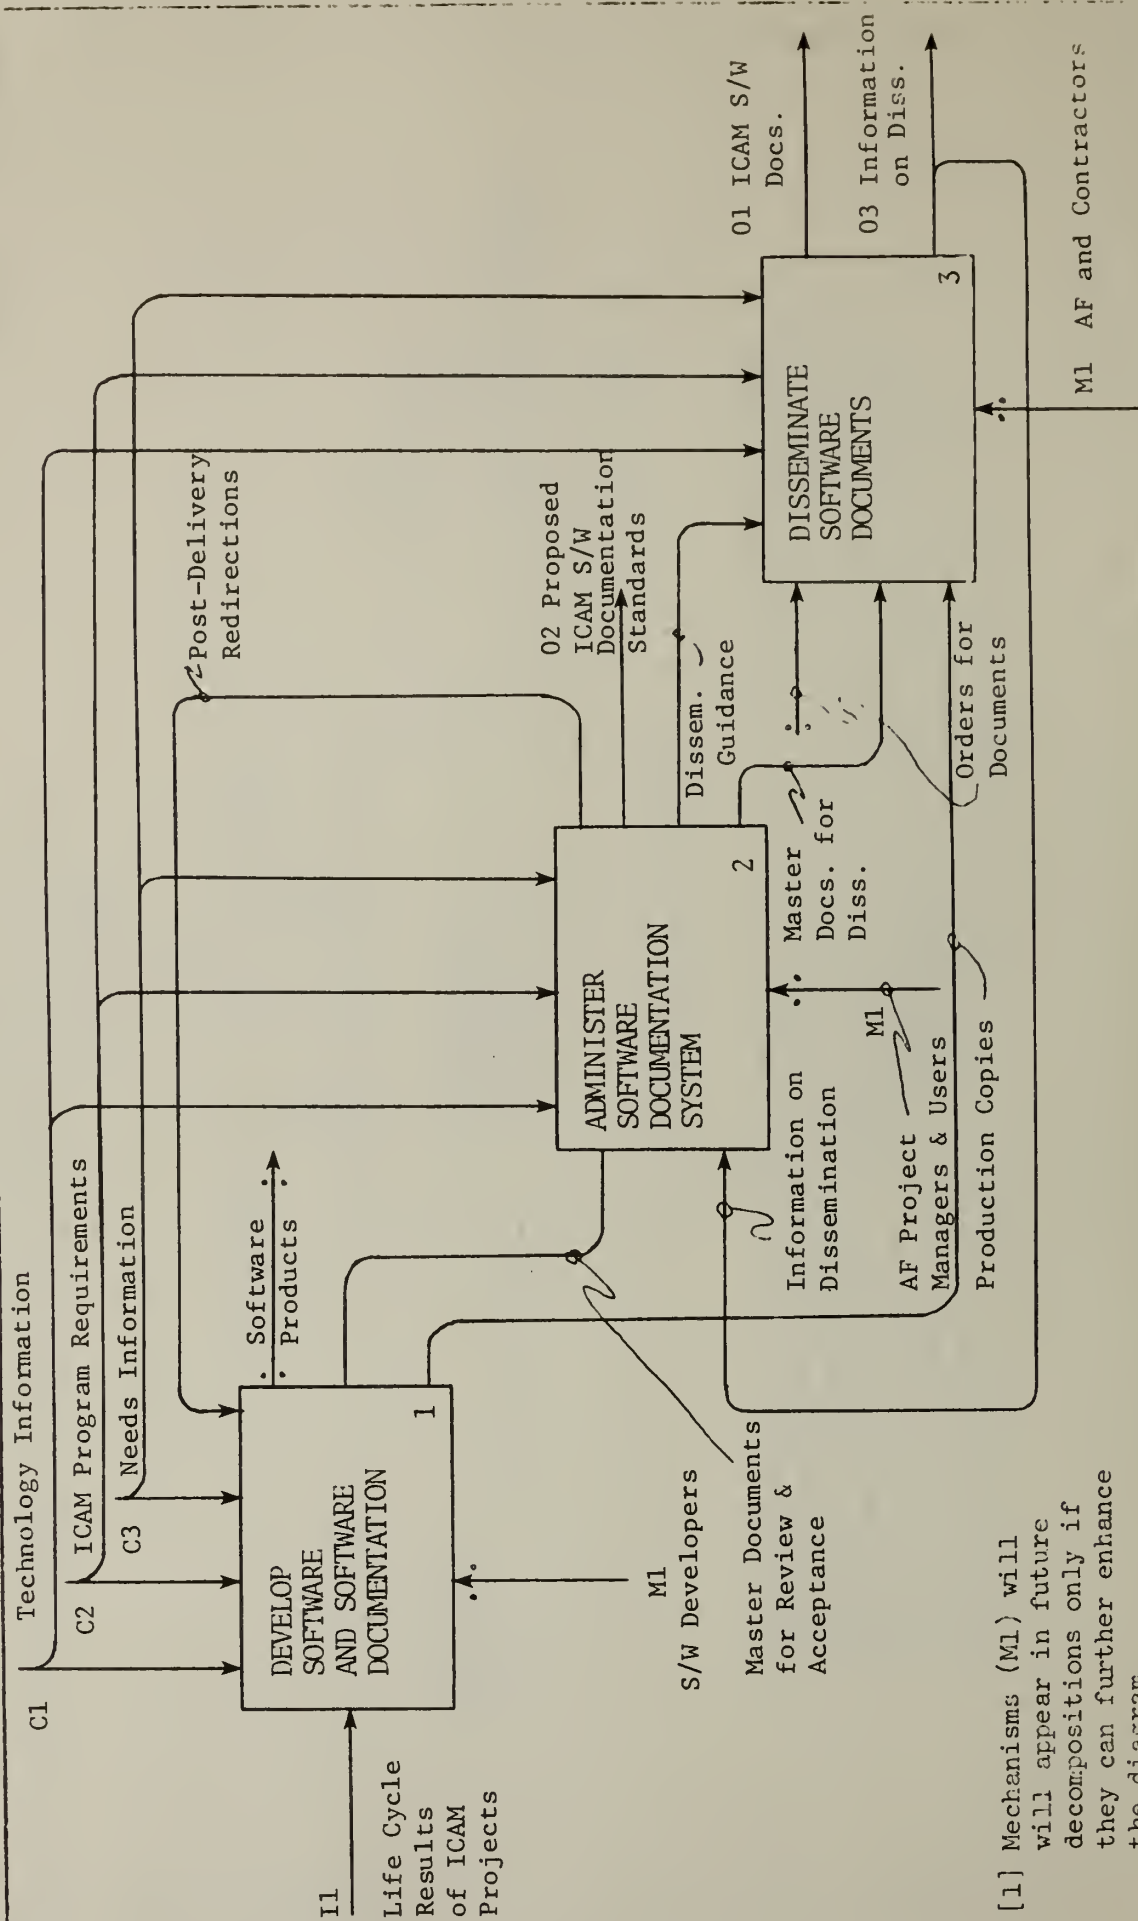 C1
Technology Information
C2
ICAM Program Requirements
C3
Needs Information
Post-Delivery
Redirections
I1
Life Cycle
Results
of ICAM
Projects
DEVELOP
SOFTWARE
AND SOFTWARE
DOCUMENTATION
1
Software
Products
M1
S/W Developers
Master Documents
for Review &
Acceptance
ADMINISTER
SOFTWARE
DOCUMENTATION
SYSTEM
2
O2 Proposed
ICAM S/W
Documentation
Standards
Dissem.
Guidance
Master
Docs. for
Diss.
Information on
Dissemination
M1
AF Project
Managers & Users
Production Copies
Orders for
Documents
DISSEMINATE
SOFTWARE
DOCUMENTS
3
O1 ICAM S/W
Docs.
O3 Information
on Diss.
M1 AF and Contractors
[1] Mechanisms (M1) will
will appear in future
decompositions only if
they can further enhance
the diagram